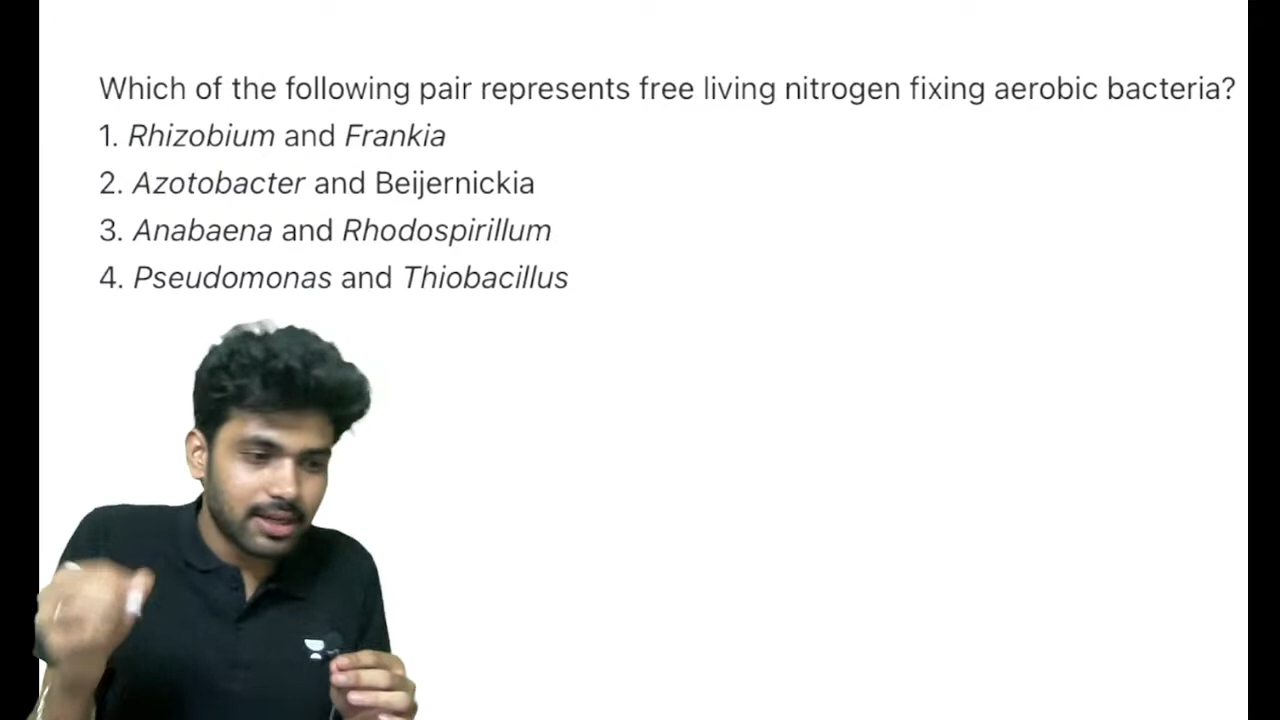 Which of the following pair represents free living nitrogen fixing aerobic bacteria?
1. Rhizobium and Frankia
2. Azotobacter and Beijernickia
3. Anabaena and Rhodospirillum
4. Pseudomonas and Thiobacillus